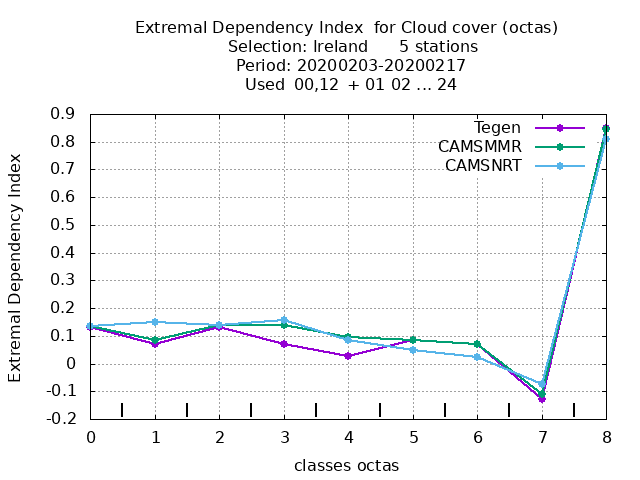 Extremal Dependency Index for Cloud cover (octas)
Selection: Ireland 5 stations
Period: 20200203-20200217
Used 00,12 + 01 02 ... 24
Extremal Dependency Index
0.9
0.8
0.7
0.6
0.5
0.4
0.3
0.2
0.1
0
-0.1
-0.2
Tegen
CAMSMMR
CAMSNRT
0 1 2 3 4 5 6 7 8
classes octas